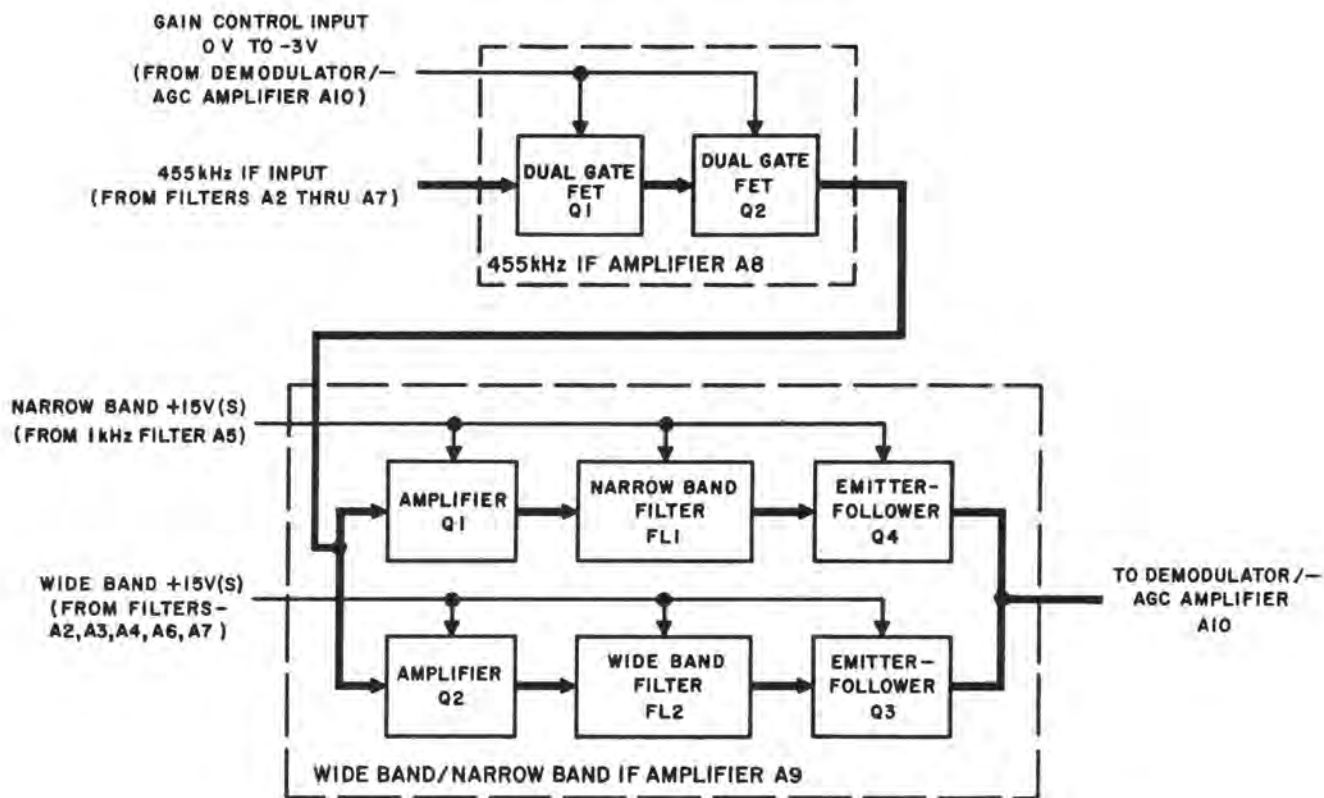 GAIN CONTROL INPUT
0 V TO -3V
(FROM DEMODULATOR/—
AGC AMPLIFIER A10)
455kHz IF INPUT
(FROM FILTERS A2 THRU A7)
DUAL GATE
FET
Q1
DUAL GATE
FET
Q2
455kHz IF AMPLIFIER A8
NARROW BAND +15V(S)
(FROM 1kHz FILTER A5)
AMPLIFIER
Q1
NARROW BAND
FILTER
FL1
EMITTER-
FOLLOWER
Q4
WIDE BAND +15V(S)
(FROM FILTERS-
A2,A3,A4,A6,A7)
AMPLIFIER
Q2
WIDE BAND
FILTER
FL2
EMITTER-
FOLLOWER
Q3
TO DEMODULATOR/—
AGC AMPLIFIER
A10
WIDE BAND/NARROW BAND IF AMPLIFIER A9